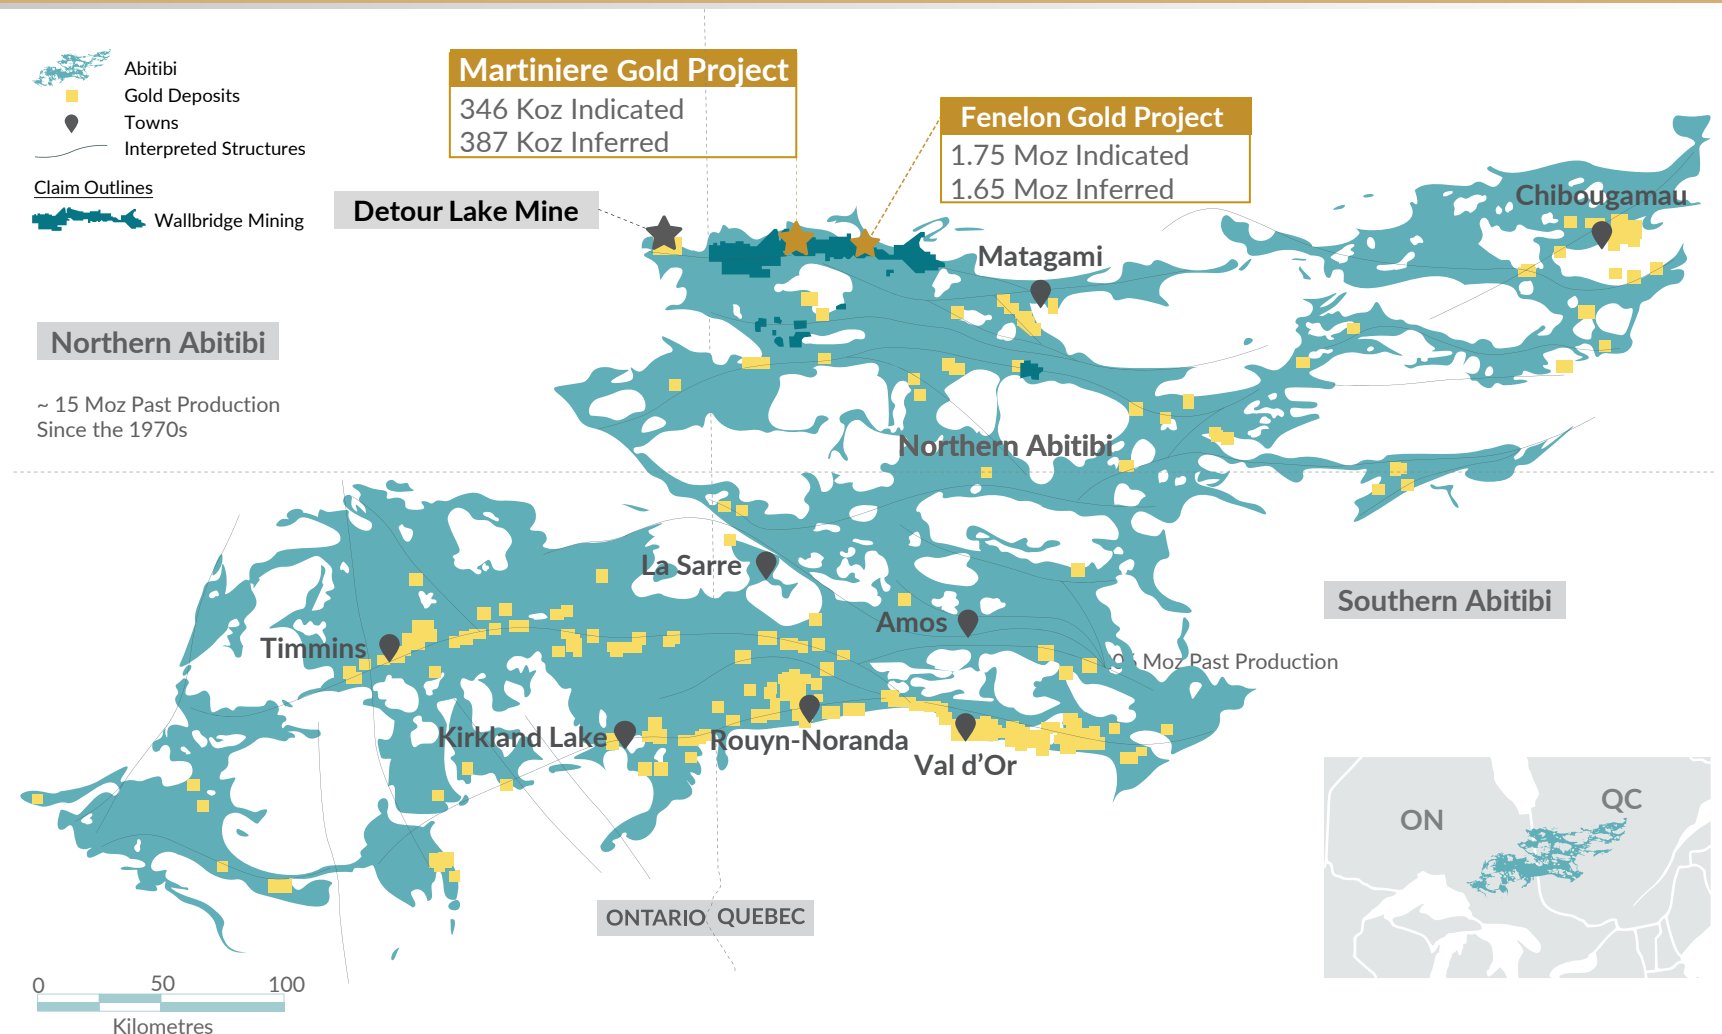 Abitibi
Gold Deposits
Towns
Interpreted Structures
Claim Outlines
Wallbridge Mining
Martiniere Gold Project
346 Koz Indicated
387 Koz Inferred
Fenelon Gold Project
1.75 Moz Indicated
1.65 Moz Inferred
Detour Lake Mine
Chibougamau
Matagami
Northern Abitibi
~ 15 Moz Past Production
Since the 1970s
Northern Abitibi
La Sarre
Amos
Southern Abitibi
Timmins
Moz Past Production
Kirkland Lake
Rouyn-Noranda
Val d’Or
ON
QC
ONTARIO QUEBEC
0 50 100
Kilometres